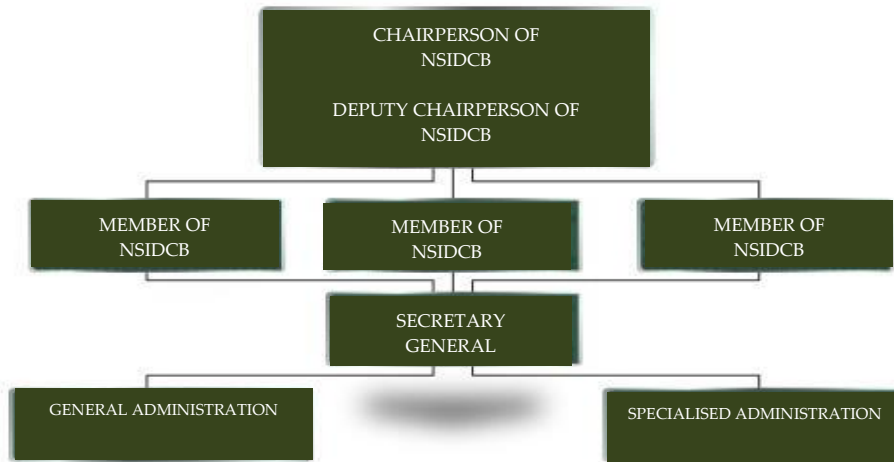 CHAIRPERSON OF
NSIDCB
DEPUTY CHAIRPERSON OF
NSIDCB
MEMBER OF
NSIDCB
MEMBER OF
NSIDCB
MEMBER OF
NSIDCB
SECRETARY
GENERAL
GENERAL ADMINISTRATION
SPECIALISED ADMINISTRATION